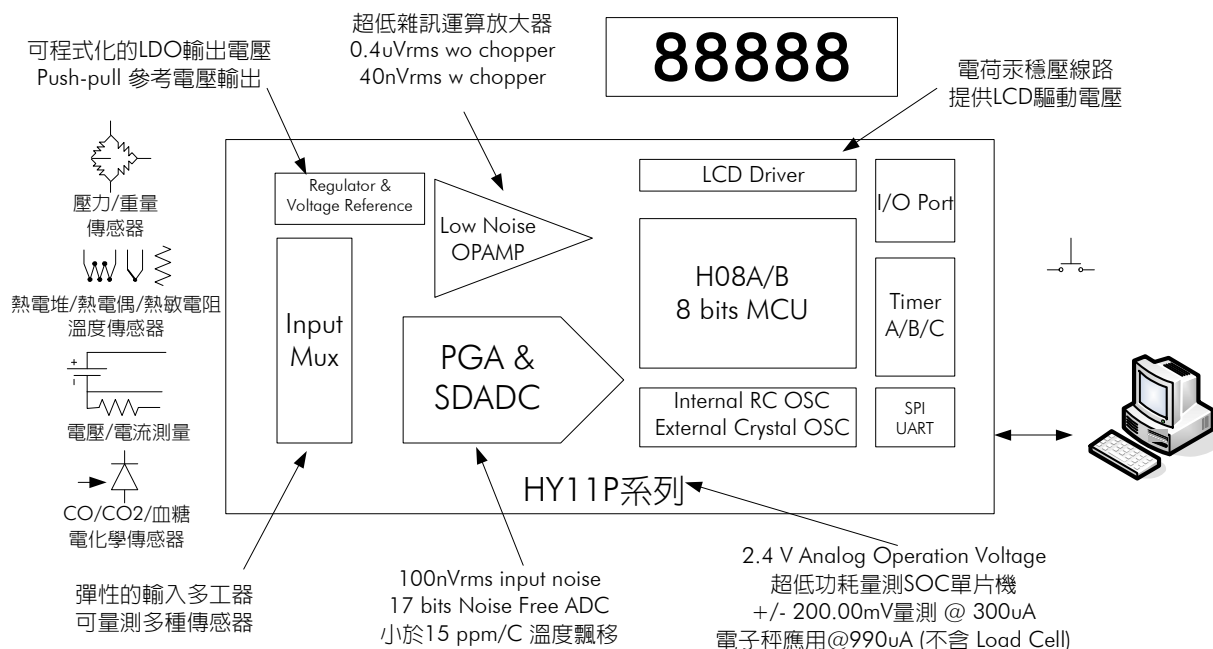 可程式化的LDO輸出電壓
Push-pull 參考電壓輸出
超低雜訊運算放大器
0.4uVrms wo chopper
40nVrms w chopper
88888
電荷汞穩壓線路
提供LCD驅動電壓
壓力/重量
傳感器
熱電堆/熱電偶/熱敏電阻
溫度傳感器
+
-
電壓/電流測量
CO/CO2/血糖
電化學傳感器
Regulator &
Voltage Reference
Low Noise
OPAMP
LCD Driver
I/O Port
Input
Mux
H08A/B
8 bits MCU
Timer
A/B/C
PGA &
SDADC
Internal RC OSC
External Crystal OSC
SPI
UART
HY11P系列
彈性的輸入多工器
可量測多種傳感器
100nVrms input noise
17 bits Noise Free ADC
小於15 ppm/C 溫度飄移
2.4 V Analog Operation Voltage
超低功耗量測SOC單片機
+/- 200.00mV量測 @ 300uA
電子秤應用@990uA (不含 Load Cell)